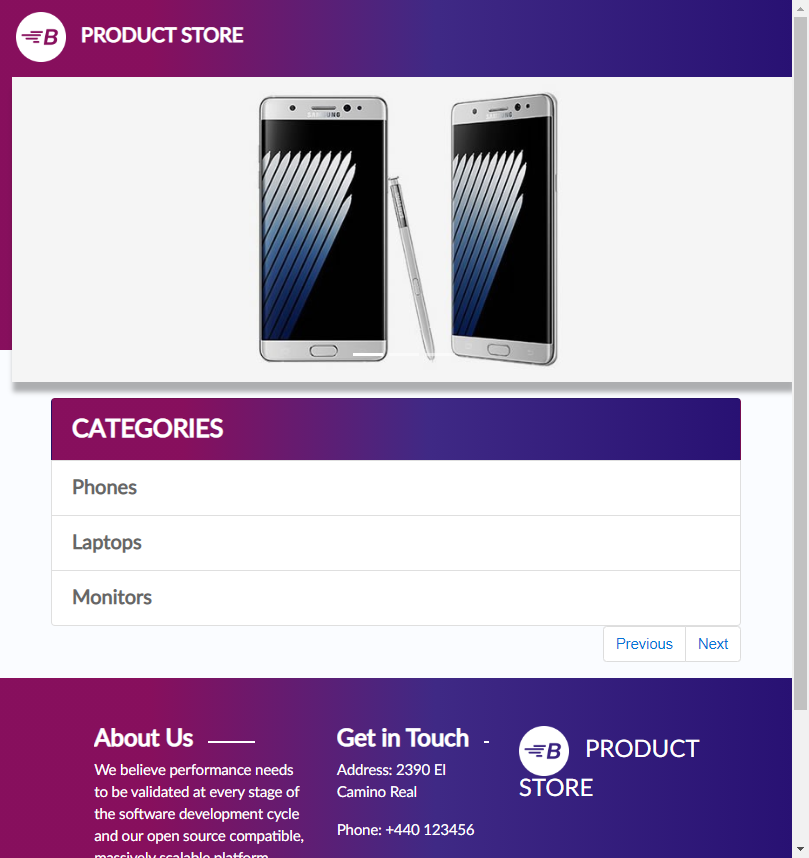 B PRODUCT STORE
SAMSUNG SAMSUNG
CATEGORIES
Phones
Laptops
Monitors
Previous Next
About Us
We believe performance needs
to be validated at every stage of
the software development cycle
and our open source compatible,
massively scalable platform
Get in Touch
Address: 2390 El
Camino Real
Phone: +440 123456
B PRODUCT
STORE